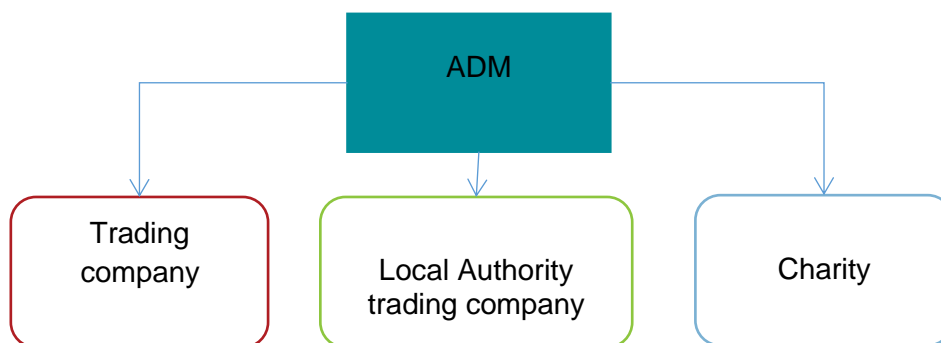 ADM
Trading
company
Local Authority
trading company
Charity